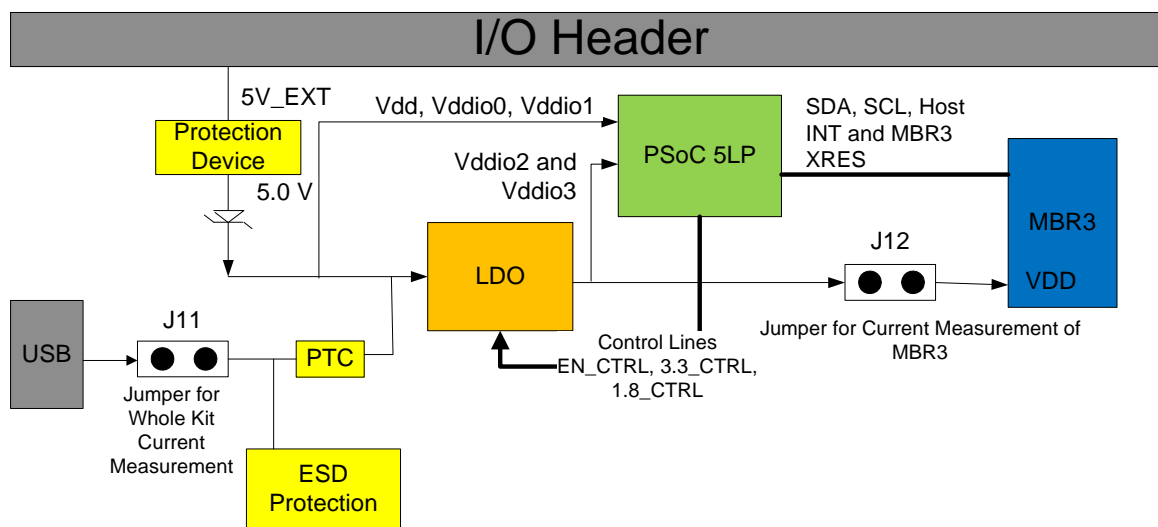 I/O Header
5V_EXT
Protection
Device
5.0 V
Vdd, Vddio0, Vddio1
Vddio2 and
Vddio3
PSoC 5LP
SDA, SCL, Host
INT and MBR3
XRES
MBR3
VDD
LDO
J12
Jumper for Current Measurement of
MBR3
Control Lines
EN_CTRL, 3.3_CTRL,
1.8_CTRL
USB
J11
Jumper for
Whole Kit
Current
Measurement
PTC
ESD
Protection